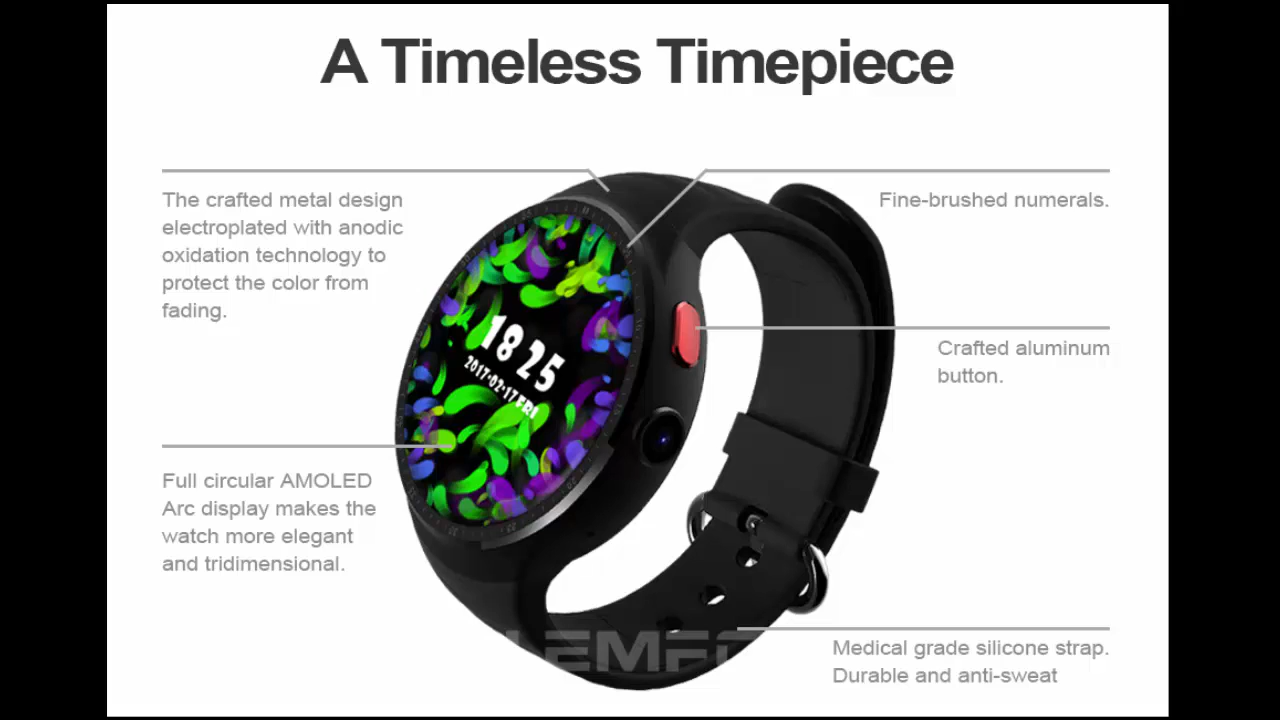 A Timeless Timepiece
The crafted metal design
electroplated with anodic
oxidation technology to
protect the color from
fading.
Fine-brushed numerals.
Crafted aluminum
button.
18 25
2017-02-17 FRI
Full circular AMOLED
Arc display makes the
watch more elegant
and tridimensional.
Medical grade silicone strap.
Durable and anti-sweat